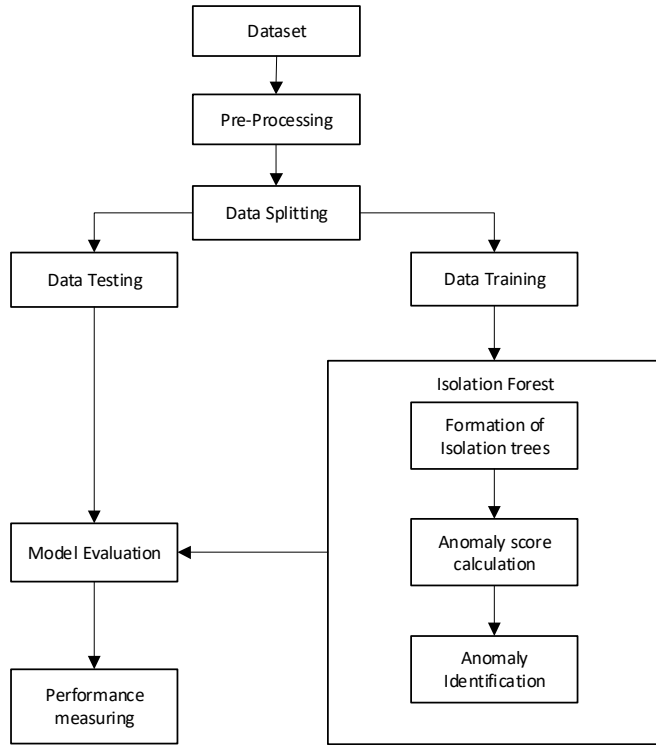 Dataset
Pre-Processing
Data Splitting
Data Testing
Data Training
Isolation Forest
Formation of
Isolation trees
Anomaly score
calculation
Anomaly
Identification
Model Evaluation
Performance
measuring